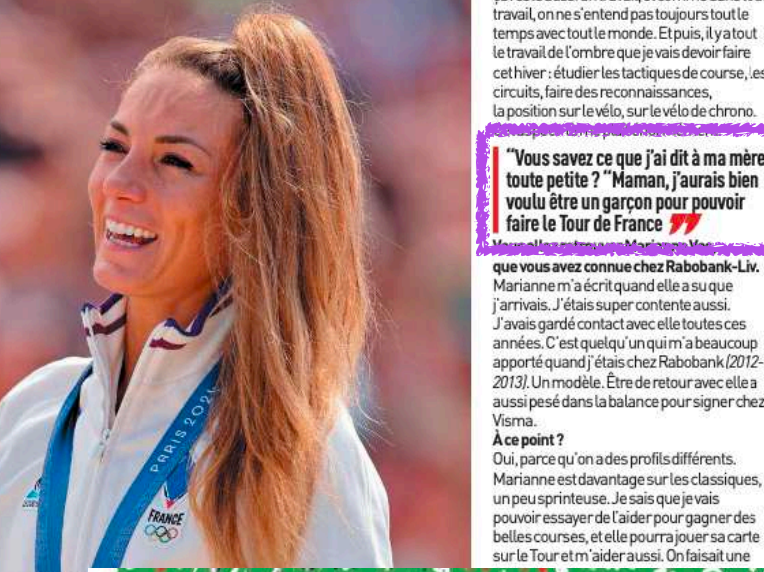 PARIS 2024
FRANCE
travail, on ne s'entend pas toujours tout le
temps avec tout le monde. Et puis, il y a tout
le travail de l'ombre que je vais devoir faire
cet hiver : étudier les tactiques de course, les
circuits, faire des reconnaissances,
la position sur le vélo, sur le vélo de chrono.
“Vous savez ce que j'ai dit à ma mère
toute petite ? “Maman, j'aurais bien
voulu être un garçon pour pouvoir
faire le Tour de France ”
que vous avez connue chez Rabobank-Liv.
Marianne m'a écrit quand elle a su que
j'arrivais. J'étais super contente aussi.
J'avais gardé contact avec elle toutes ces
années. C'est quelqu'un qui m'a beaucoup
apporté quand j'étais chez Rabobank (2012-
2013). Un modèle. Être de retour avec elle a
aussi pesé dans la balance pour signer chez
Visma.
À ce point ?
Oui, parce qu'on a des profils différents.
Marianne est davantage sur les classiques,
un peu sprinteuse. Je sais que je vais
pouvoir essayer de l'aider pour gagner des
belles courses, et elle pourra jouer sa carte
sur le Tour et m'aider aussi. On faisait une